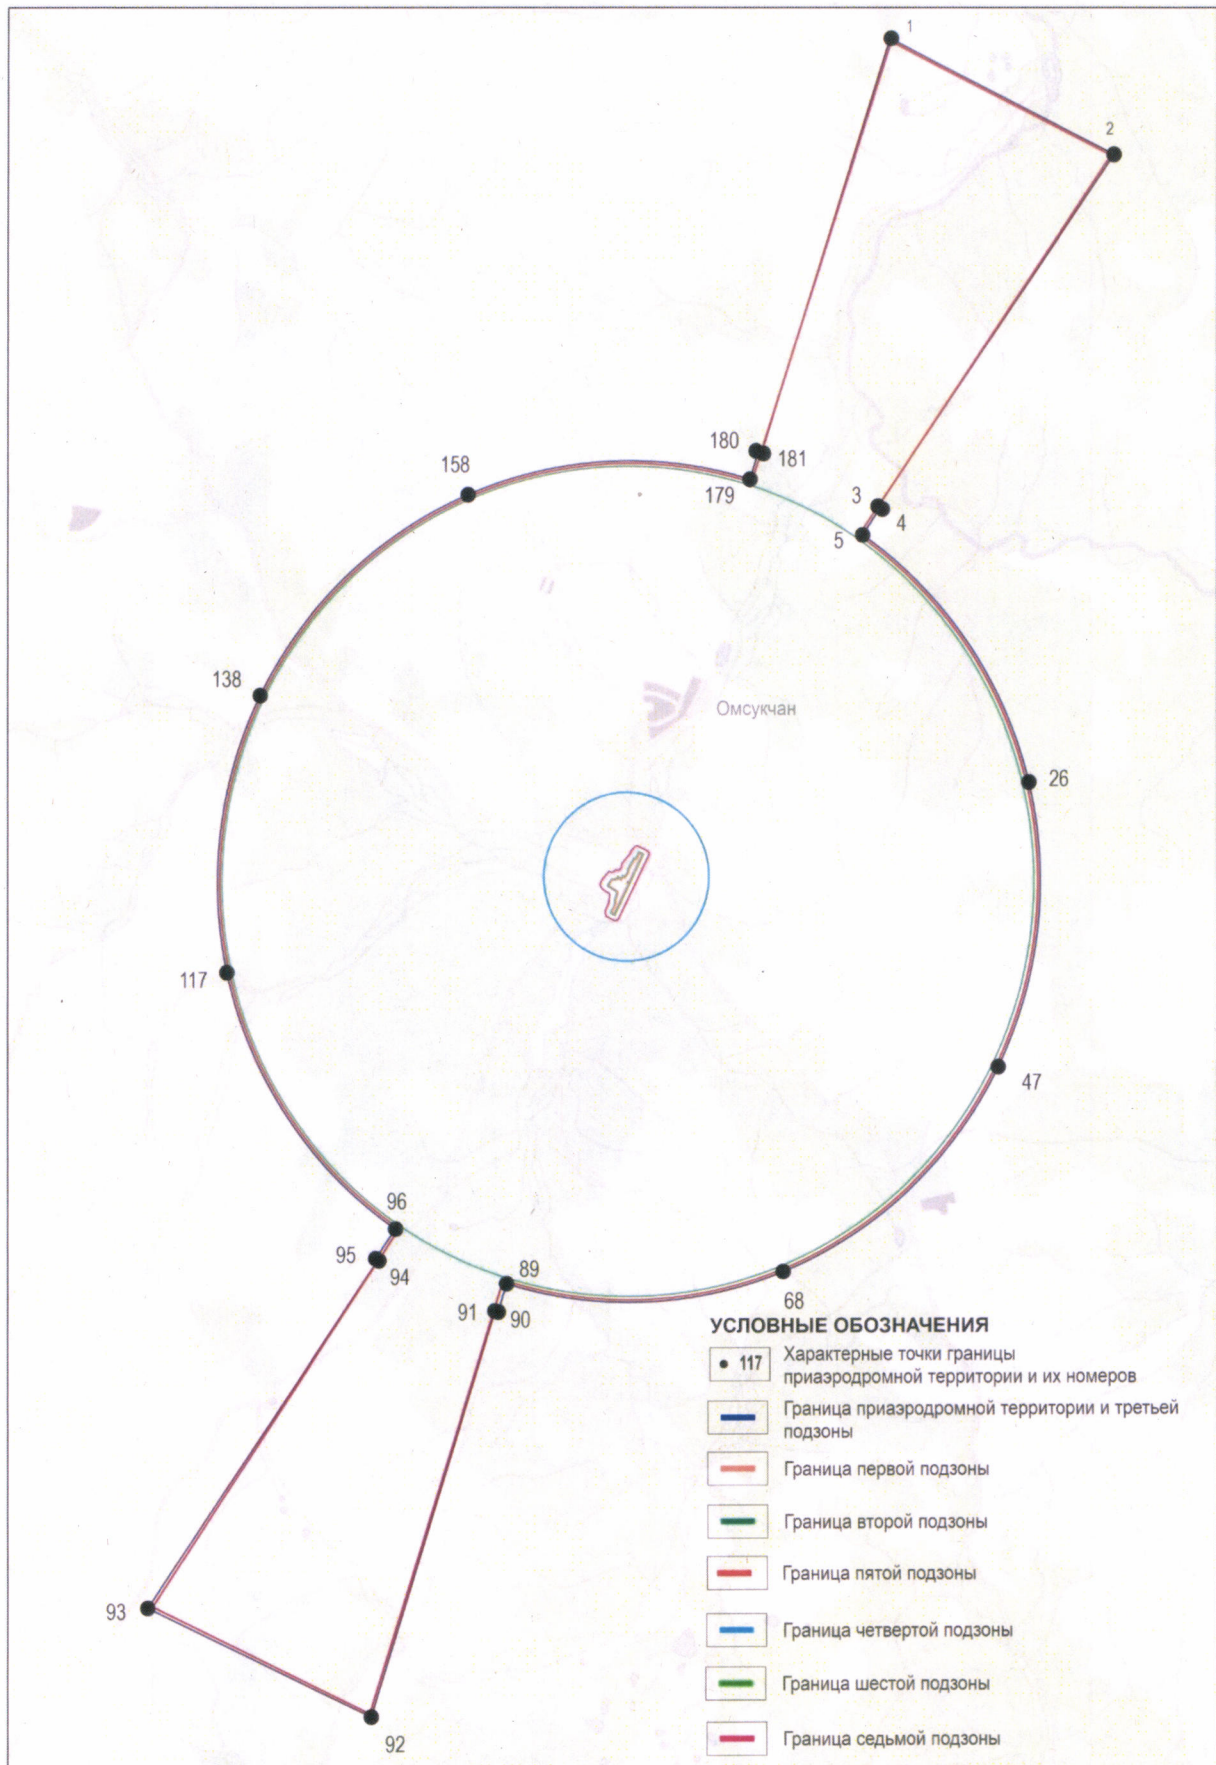 1
2
180
181
179
3
4
5
158
138
Омсукчан
26
117
47
96
95
94
89
91
90
68
УСЛОВНЫЕ ОБОЗНАЧЕНИЯ
117 Характерные точки границы
приаэродромной территории и их номеров
Граница приаэродромной территории и третьей
подзоны
Граница первой подзоны
Граница второй подзоны
Граница пятой подзоны
Граница четвертой подзоны
Граница шестой подзоны
Граница седьмой подзоны
93
92